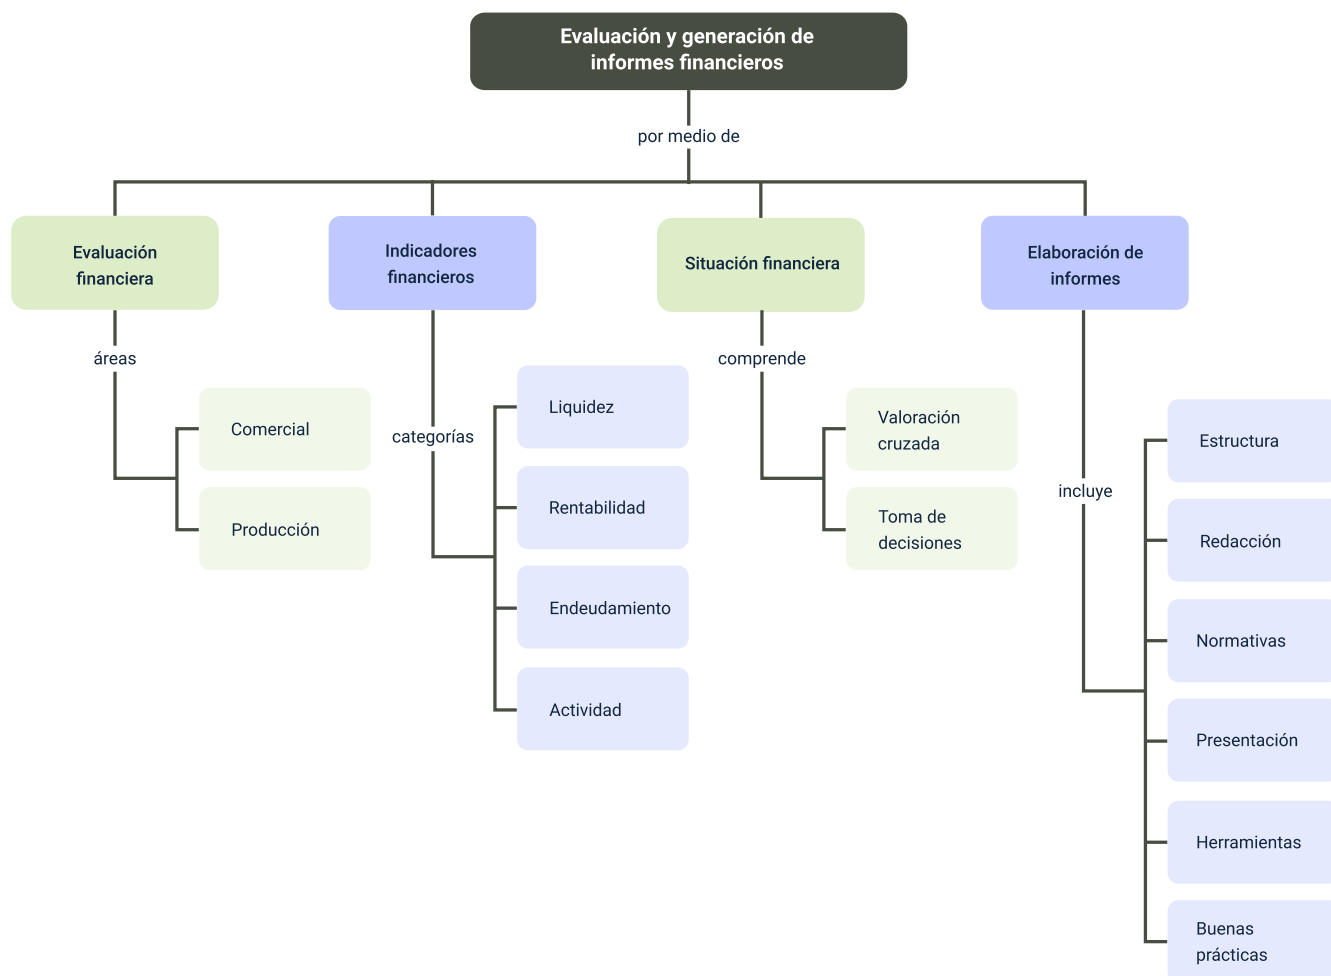 Evaluación y generación de
informes financieros
por medio de
Evaluación
financiera
Indicadores
financieros
Situación financiera
Elaboración de
informes
áreas
Comercial
Producción
categorías
Liquidez
Rentabilidad
Endeudamiento
Actividad
comprende
Valoración
cruzada
Toma de
decisiones
incluye
Estructura
Redacción
Normativas
Presentación
Herramientas
Buenas
prácticas